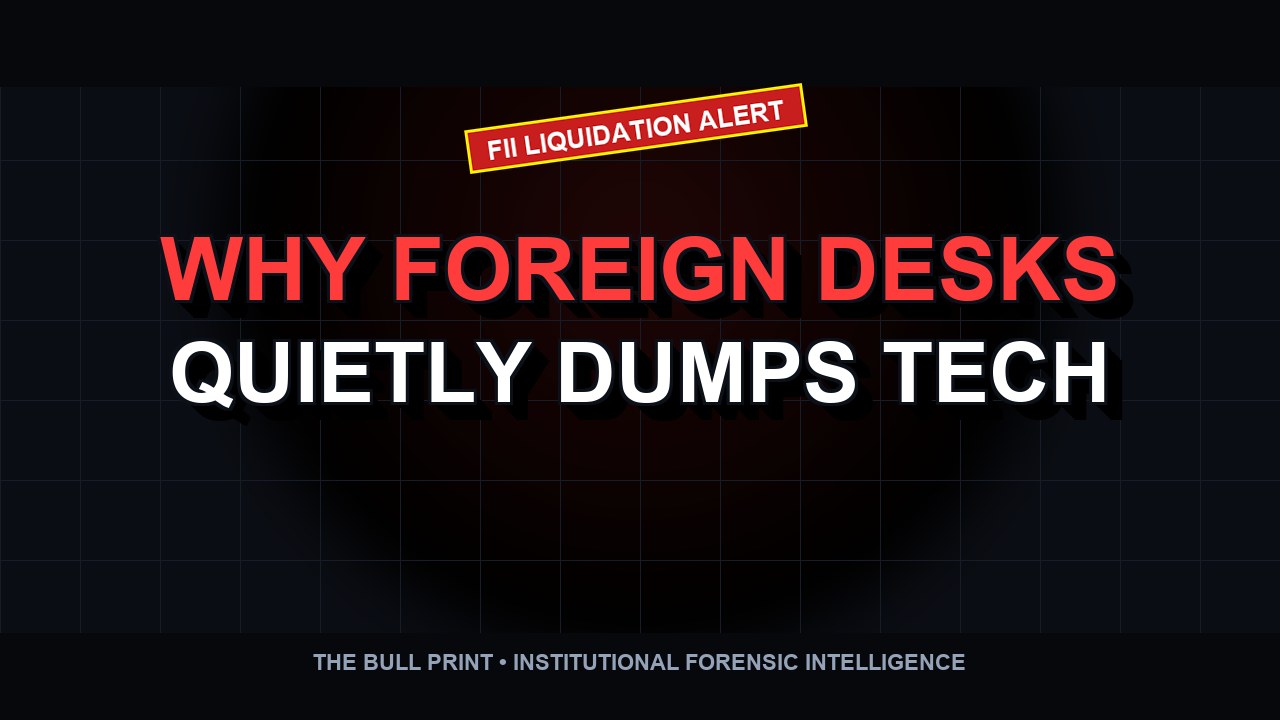 FII LIQUIDATION ALERT
WHY FOREIGN DESKS
QUIETLY DUMPS TECH
THE BULL PRINT • INSTITUTIONAL FORENSIC INTELLIGENCE